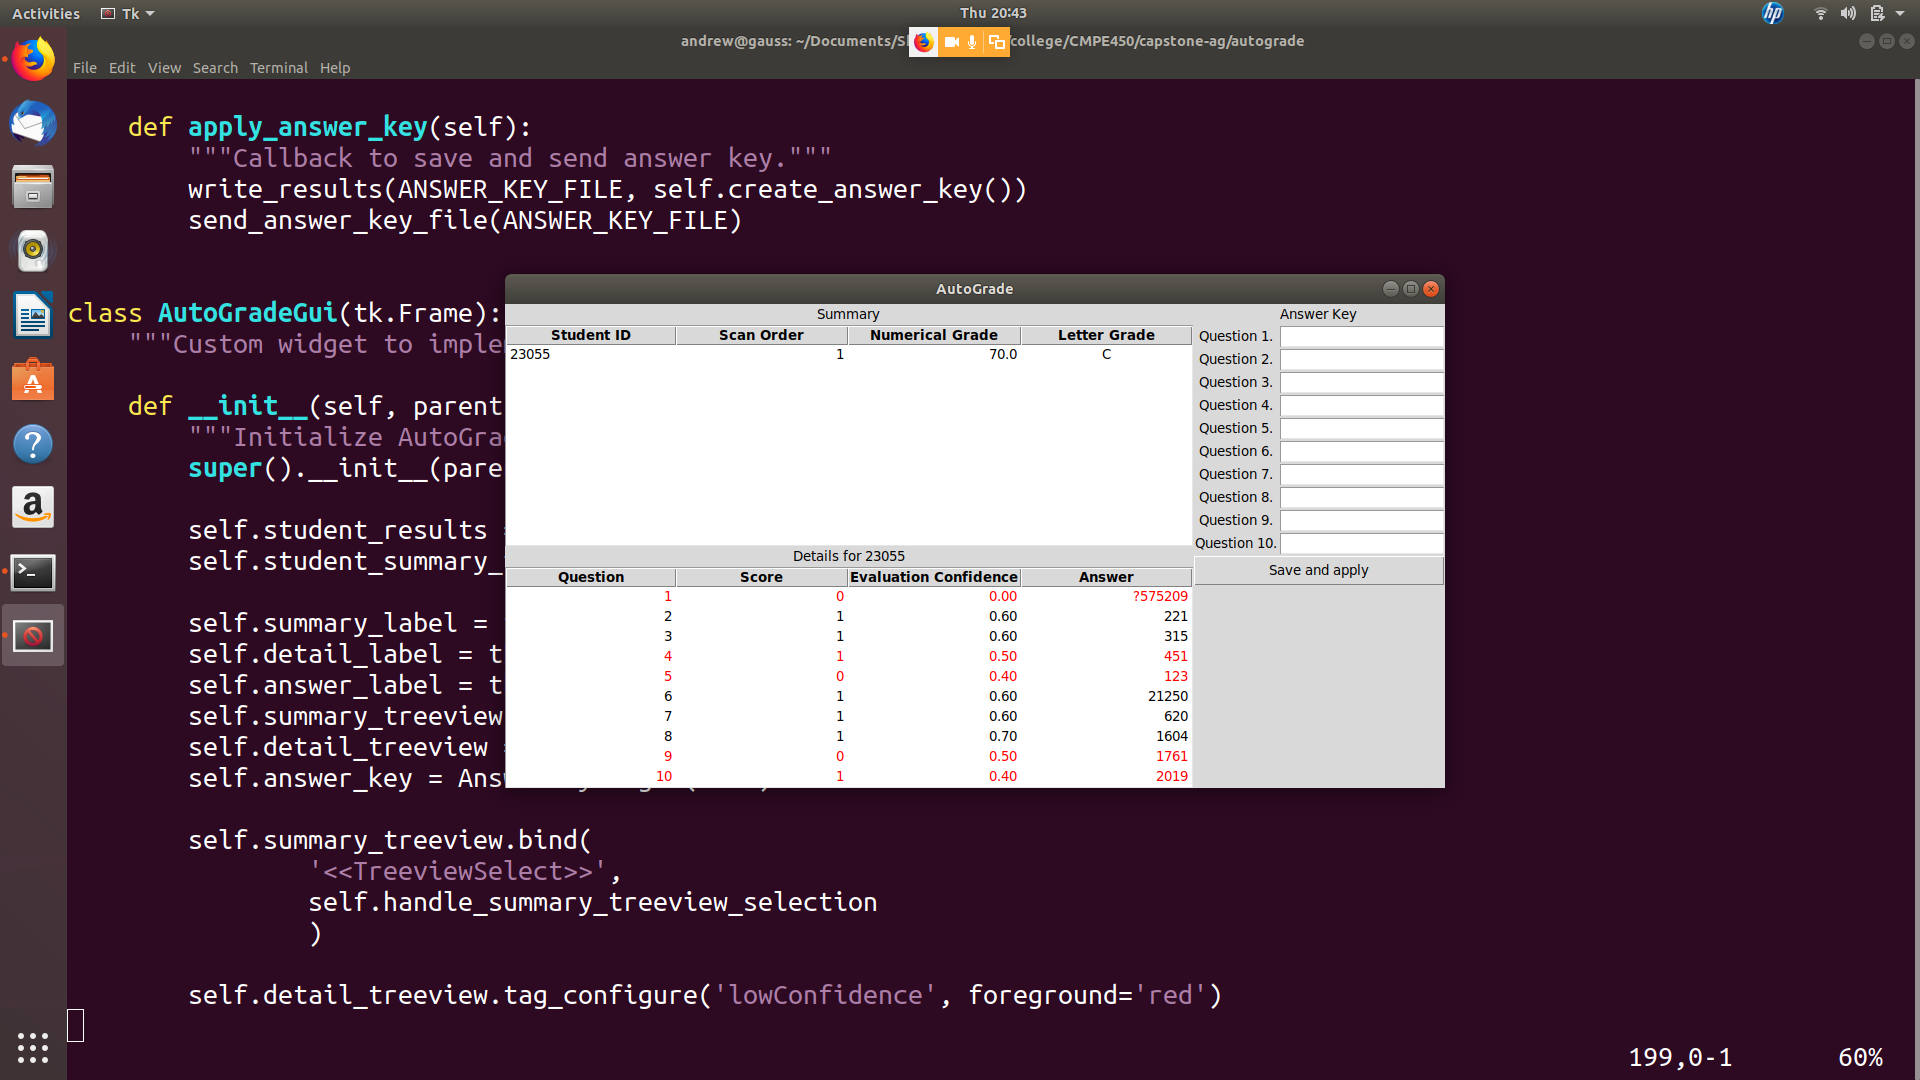 Activities Tk Thu 20:43
andrew@gauss: ~/Documents/S college/CMPE450/capstone-ag/autograde
File Edit View Search Terminal Help
def apply_answer_key(self):
"""Callback to save and send answer key."""
write_results(ANSWER_KEY_FILE, self.create_answer_key())
send_answer_key_file(ANSWER_KEY_FILE)
class AutoGradeGui(tk.Frame):
"""Custom widget to imple
def __init__(self, parent
"""Initialize AutoGra
super().__init__(pare
self.student_results
self.student_summary_
self.summary_label =
self.detail_label = t
self.answer_label = t
self.summary_treeview
self.detail_treeview
self.answer_key = Ans
self.summary_treeview.bind(
'<<TreeviewSelect>>',
self.handle_summary_treeview_selection
)
self.detail_treeview.tag_configure('lowConfidence', foreground='red')
199,0-1 60%
AutoGrade
Summary
Student ID Scan Order Numerical Grade Letter Grade
23055 1 70.0 C
Details for 23055
Question Score Evaluation Confidence Answer
1 0 0.00 ?575209
2 1 0.60 221
3 1 0.60 315
4 1 0.50 451
5 0 0.40 123
6 1 0.60 21250
7 1 0.60 620
8 1 0.70 1604
9 0 0.50 1761
10 1 0.40 2019
Answer Key
Question 1.
Question 2.
Question 3.
Question 4.
Question 5.
Question 6.
Question 7.
Question 8.
Question 9.
Question 10.
Save and apply
hp
a